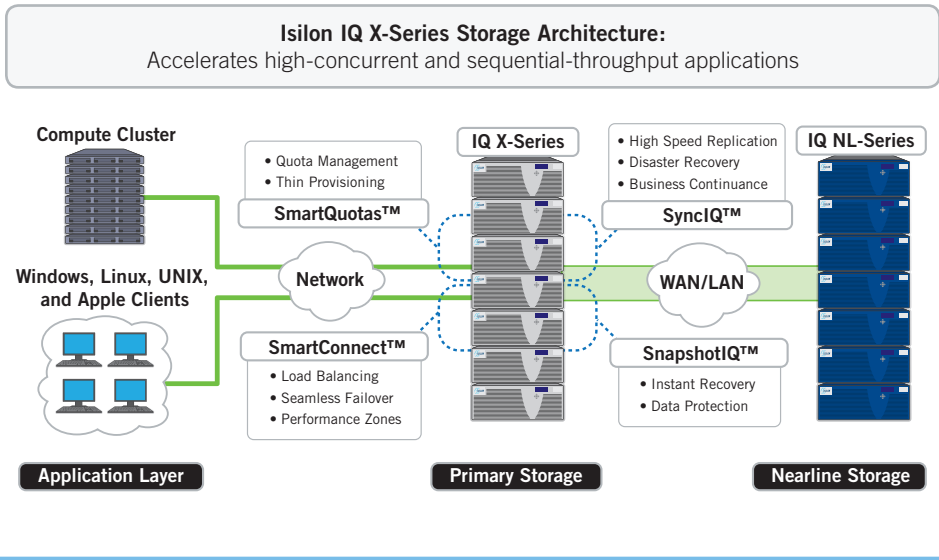 Isilon IQ X-Series Storage Architecture:
Accelerates high-concurrent and sequential-throughput applications
Compute Cluster
• Quota Management
• Thin Provisioning
SmartQuotas™
IQ X-Series
• High Speed Replication
• Disaster Recovery
• Business Continuance
SyncIQ™
IQ NL-Series
Windows, Linux, UNIX,
and Apple Clients
Network
WAN/LAN
SmartConnect™
• Load Balancing
• Seamless Failover
• Performance Zones
SnapshotIQ™
• Instant Recovery
• Data Protection
Application Layer
Primary Storage
Nearline Storage